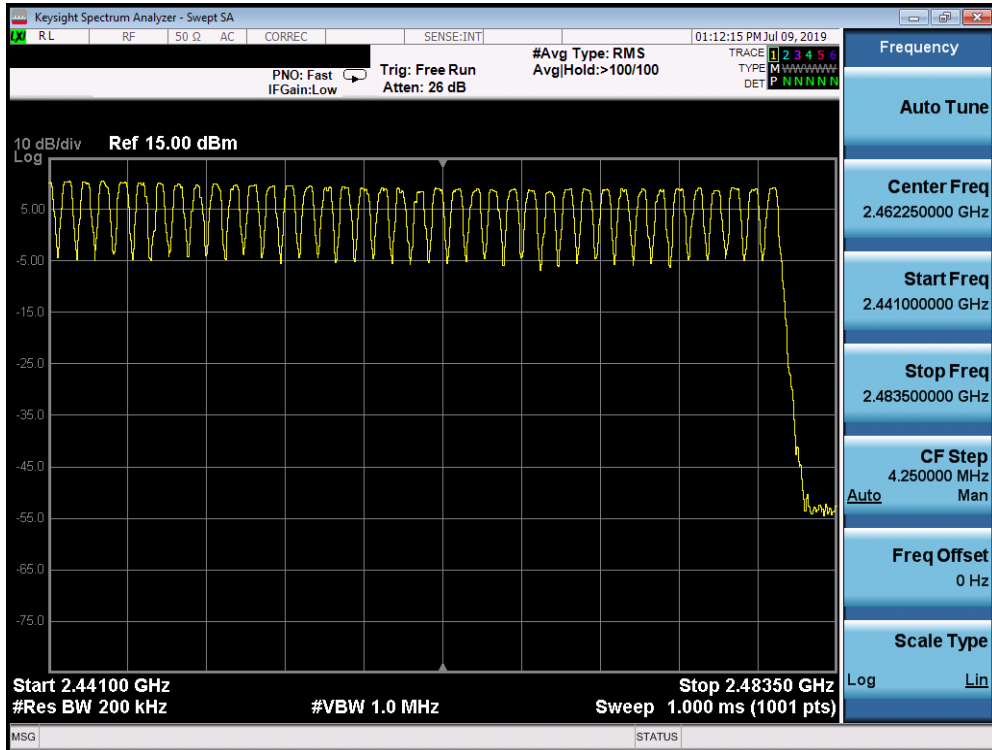 Keysight Spectrum Analyzer - Swept SA
LXI RL RF 50 Ω AC CORREC SENSE:INT 01:12:15 PM Jul 09, 2019
Frequency
PNO: Fast
IFGain:Low
Trig: Free Run
Atten: 26 dB
#Avg Type: RMS
Avg|Hold:>100/100
TRACE 1 2 3 4 5 6
TYPE M WWWWW
DET P N N N N N
Auto Tune
10 dB/div Ref 15.00 dBm
Log
5.00
-5.00
-15.0
-25.0
-35.0
-45.0
-55.0
-65.0
-75.0
Center Freq
2.462250000 GHz
Start Freq
2.441000000 GHz
Stop Freq
2.483500000 GHz
CF Step
4.250000 MHz
Auto Man
Freq Offset
0 Hz
Scale Type
Log Lin
Start 2.44100 GHz Stop 2.48350 GHz
#Res BW 200 kHz #VBW 1.0 MHz Sweep 1.000 ms (1001 pts)
MSG STATUS